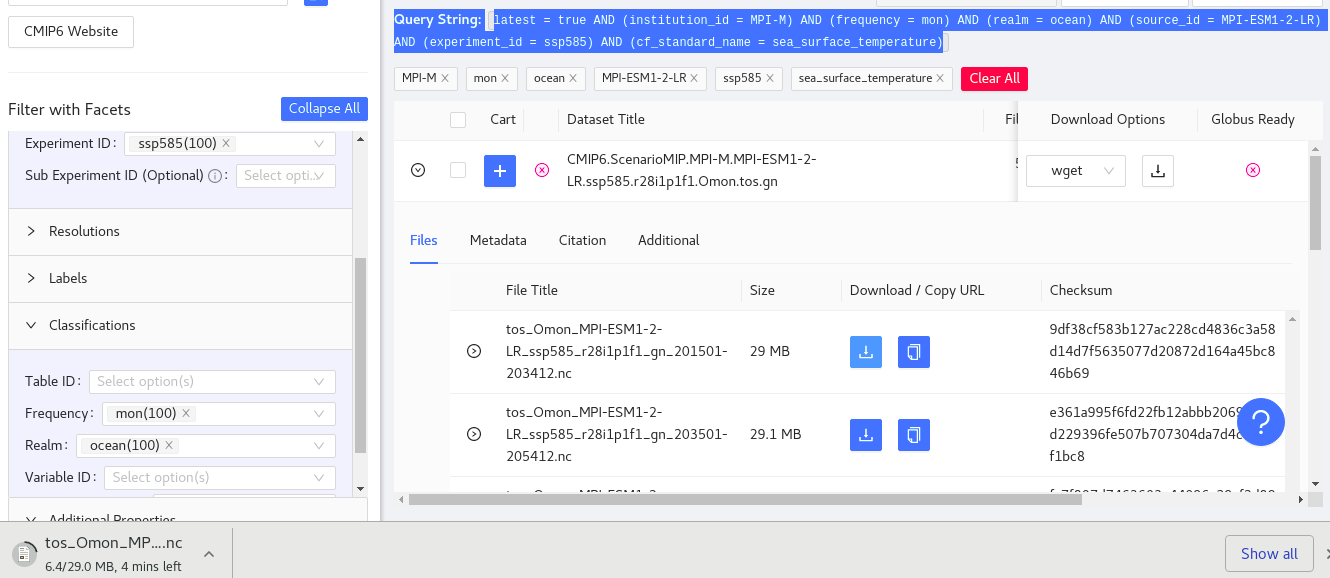 CMIP6 Website
Filter with Facets
Collapse All
Experiment ID: ssp585(100)
Sub Experiment ID (Optional) : Select opti...
Resolutions
Labels
Classifications
Table ID: Select option(s)
Frequency: mon(100)
Realm: ocean(100)
Variable ID: Select option(s)
Additional Properties
Query String: latest = true AND (institution_id = MPI-M) AND (frequency = mon) AND (realm = ocean) AND (source_id = MPI-ESM1-2-LR)
AND (experiment_id = ssp585) AND (cf_standard_name = sea_surface_temperature)
MPI-M mon ocean MPI-ESM1-2-LR ssp585 sea_surface_temperature Clear All
Cart Dataset Title Download Options Globus Ready
CMIP6.ScenarioMIP.MPI-M.MPI-ESM1-2-
LR.ssp585.r28i1p1f1.Omon.tos.gn
wget
Files Metadata Citation Additional
File Title Size Download / Copy URL Checksum
tos_Omon_MPI-ESM1-2-
LR_ssp585_r28i1p1f1_gn_201501-
203412.nc
29 MB
9df38cf583b127ac228cd4836c3a58
d14d7f5635077d20872d164a45bc8
46b69
tos_Omon_MPI-ESM1-2-
LR_ssp585_r28i1p1f1_gn_203501-
205412.nc
29.1 MB
e361a995f6fd22fb12abbb2069
d229396fe507b707304da7d4c
f1bc8
?
tos_Omon_MP....nc
6.4/29.0 MB, 4 mins left
Show all